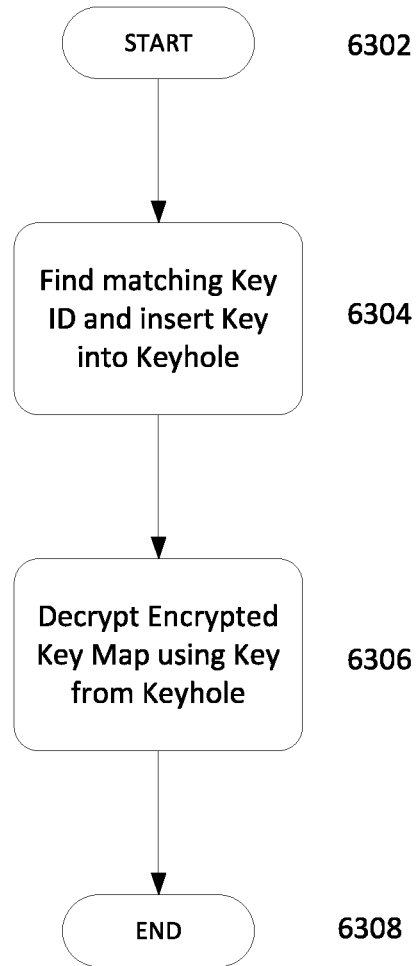 START
6302
Find matching Key
ID and insert Key
into Keyhole
6304
Decrypt Encrypted
Key Map using Key
from Keyhole
6306
END
6308